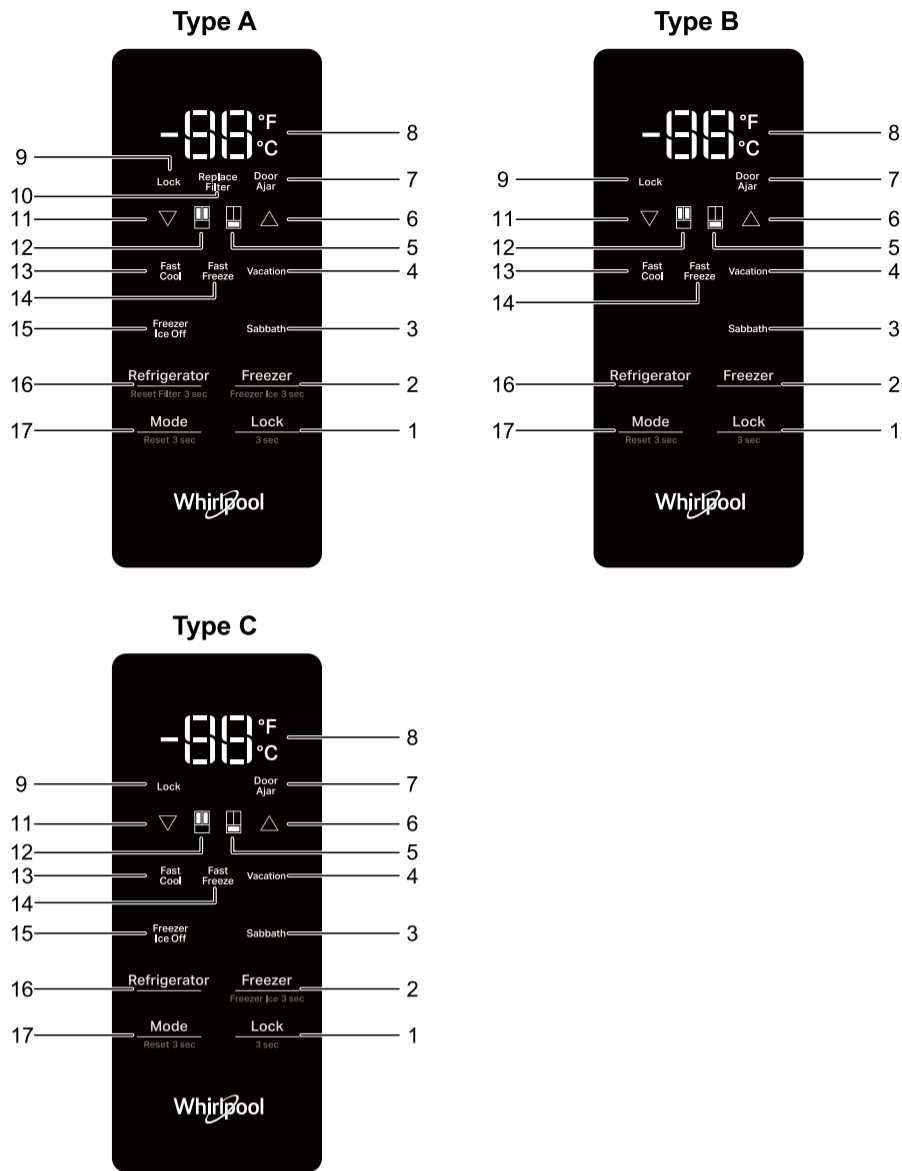 Type A
-88 °F
°C
8
9
Lock
Replace
Filter
Door
Ajar
7
10
11
6
12
5
13
Fast
Cool
Fast
Freeze
Vacation
4
14
15
Freezer
Ice Off
Sabbath
3
16
Refrigerator
Reset Filter 3 sec
Freezer
Freezer Ice 3 sec
2
17
Mode
Reset 3 sec
Lock
3 sec
1
Whirlpool
Type B
-88 °F
°C
8
9
Lock
Door
Ajar
7
11
6
12
5
13
Fast
Cool
Fast
Freeze
Vacation
4
14
Sabbath
3
16
Refrigerator
Freezer
2
17
Mode
Reset 3 sec
Lock
3 sec
1
Whirlpool
Type C
-88 °F
°C
8
9
Lock
Door
Ajar
7
11
6
12
5
13
Fast
Cool
Fast
Freeze
Vacation
4
14
15
Freezer
Ice Off
Sabbath
3
16
Refrigerator
Freezer
Freezer Ice 3 sec
2
17
Mode
Reset 3 sec
Lock
3 sec
1
Whirlpool